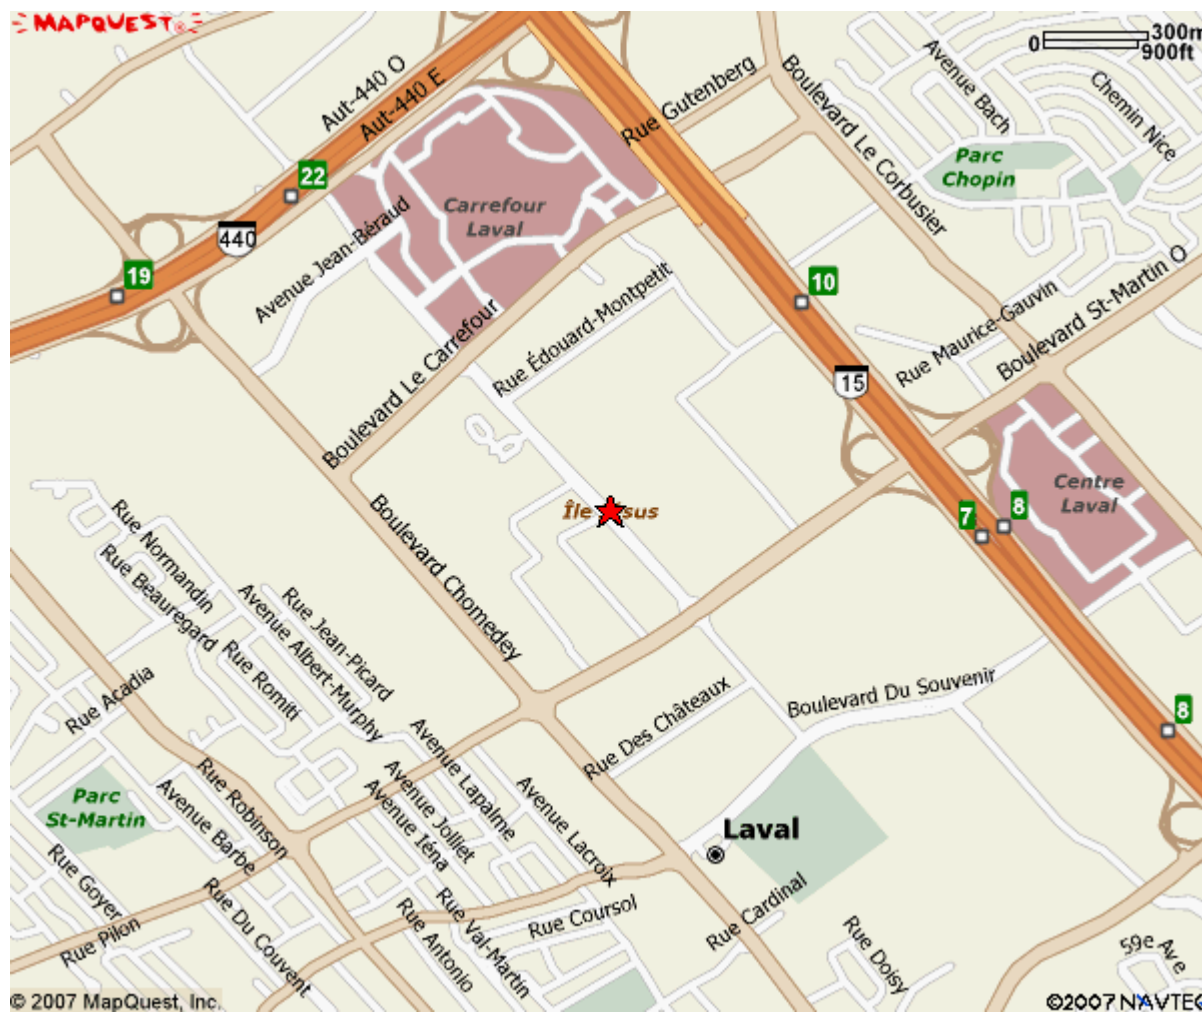 MAPQUEST®
0
300m
900ft
Aut-440 O
Aut-440 E
Rue Gutenberg
Boulevard Le Corbusier
Avenue Bach
Chemin Nice
Parc
Chopin
22
Carrefour
Laval
440
Avenue Jean-Béraud
19
10
Rue Édouard-Montpetit
Boulevard Le Carrefour
Rue Maurice-Gauvin
Boulevard St-Martin O
15
Centre
Laval
7
8
Île
Boulevard Chomedey
Rue Normandin
Rue Beauregard
Avenue Albert-Murphy
Rue Jean-Picard
Rue Romiti
Rue Acadia
Boulevard Du Souvenir
Rue Des Châteaux
8
Avenue Lapalme
Avenue Jolliet
Avenue Iéna
Avenue Lacroix
Rue Robinson
Avenue Barbe
Parc
St-Martin
Laval
Rue Goyer
Rue Pilon
Rue Du Couvent
Rue Antonio
Rue Val-Martin
Rue Coursol
Rue Cardinal
Rue Doisy
59e Ave
© 2007 MapQuest, Inc.
©2007 NAVTEQ